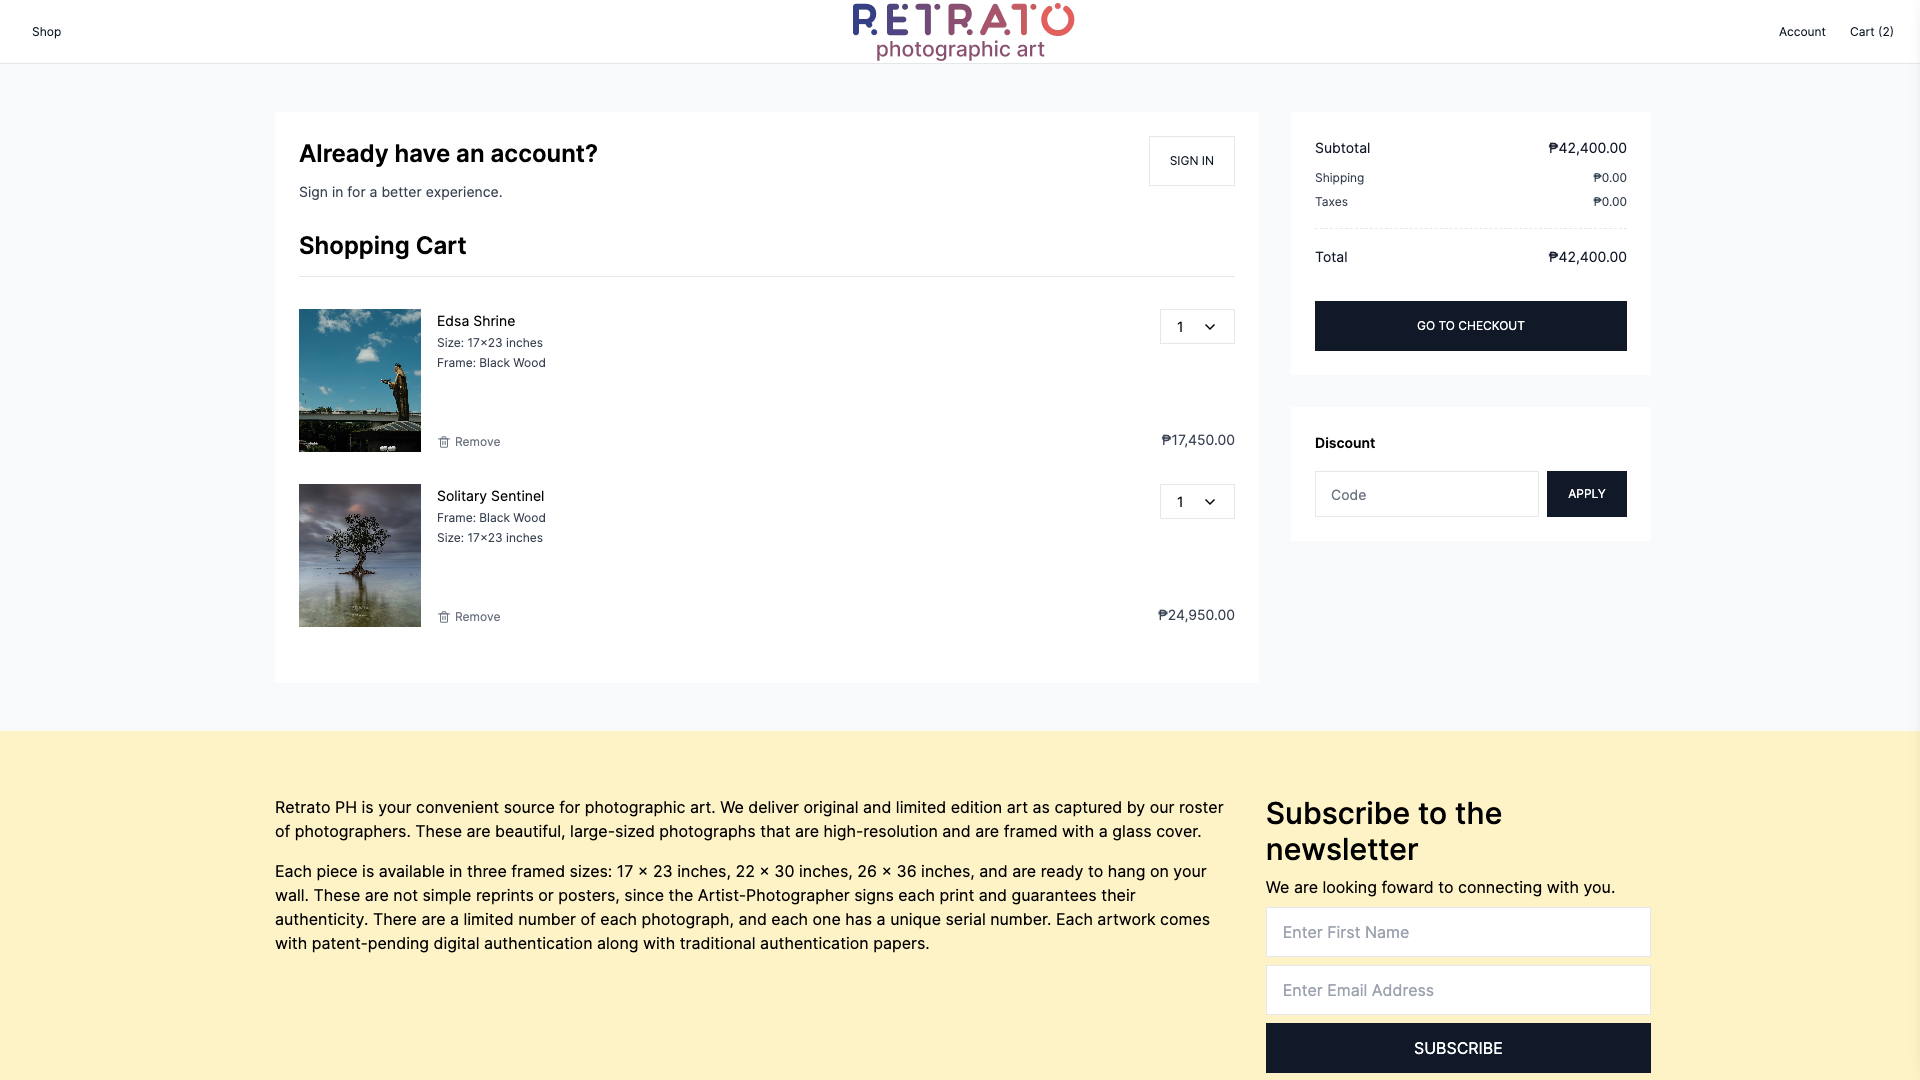 Shop
RETRATO
photographic art
Account
Cart (2)
Already have an account?
SIGN IN
Sign in for a better experience.
Shopping Cart
Edsa Shrine
Size: 17x23 inches
Frame: Black Wood
1
Remove
₱17,450.00
Solitary Sentinel
Frame: Black Wood
Size: 17x23 inches
1
Remove
₱24,950.00
Subtotal ₱42,400.00
Shipping ₱0.00
Taxes ₱0.00
Total ₱42,400.00
GO TO CHECKOUT
Discount
Code
APPLY
Retrato PH is your convenient source for photographic art. We deliver original and limited edition art as captured by our roster
of photographers. These are beautiful, large-sized photographs that are high-resolution and are framed with a glass cover.
Each piece is available in three framed sizes: 17 x 23 inches, 22 x 30 inches, 26 x 36 inches, and are ready to hang on your
wall. These are not simple reprints or posters, since the Artist-Photographer signs each print and guarantees their
authenticity. There are a limited number of each photograph, and each one has a unique serial number. Each artwork comes
with patent-pending digital authentication along with traditional authentication papers.
Subscribe to the
newsletter
We are looking foward to connecting with you.
Enter First Name
Enter Email Address
SUBSCRIBE